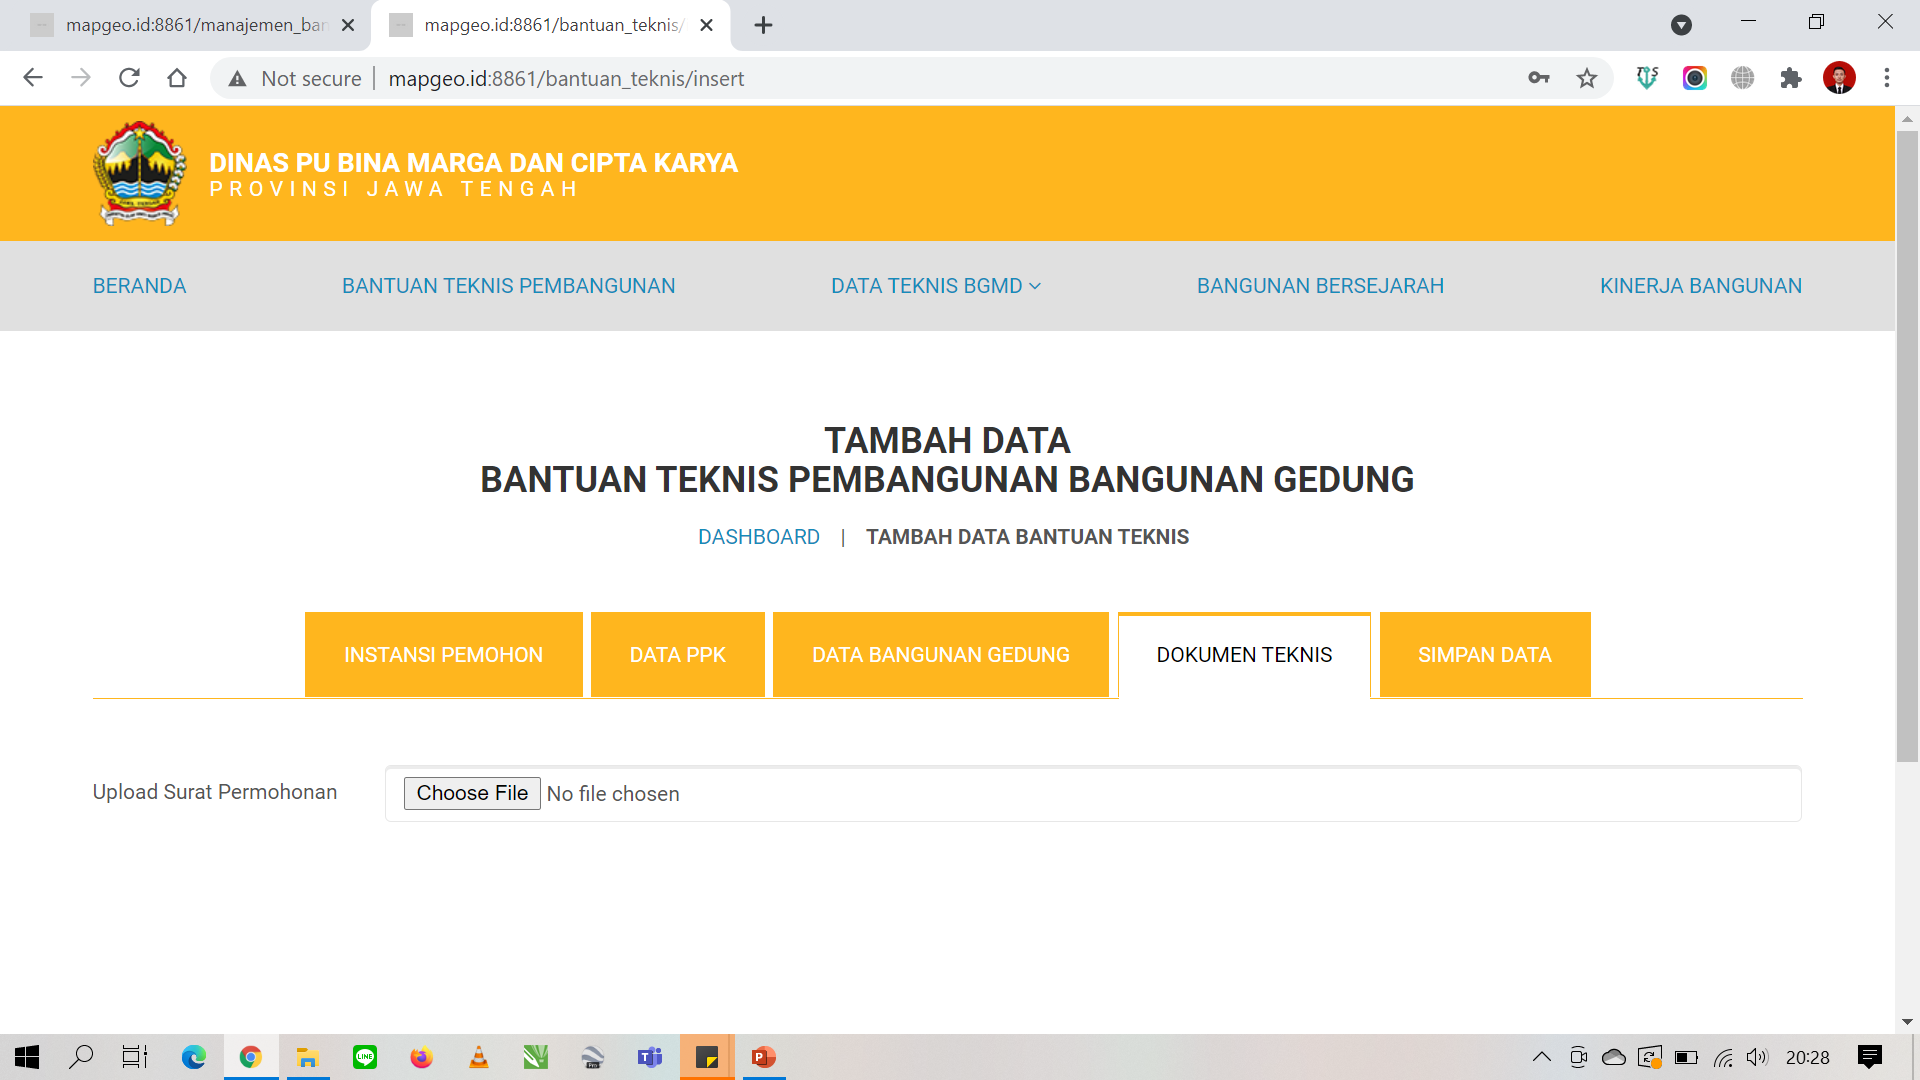 mapgeo.id:8861/manajemen_ban
mapgeo.id:8861/bantuan_teknis/
Not secure
mapgeo.id:8861/bantuan_teknis/insert
DINAS PU BINA MARGA DAN CIPTA KARYA
PROVINSI JAWA TENGAH
BERANDA
BANTUAN TEKNIS PEMBANGUNAN
DATA TEKNIS BGMD
BANGUNAN BERSEJARAH
KINERJA BANGUNAN
TAMBAH DATA
BANTUAN TEKNIS PEMBANGUNAN BANGUNAN GEDUNG
DASHBOARD | TAMBAH DATA BANTUAN TEKNIS
INSTANSI PEMOHON
DATA PPK
DATA BANGUNAN GEDUNG
DOKUMEN TEKNIS
SIMPAN DATA
Upload Surat Permohonan
Choose File No file chosen
20:28